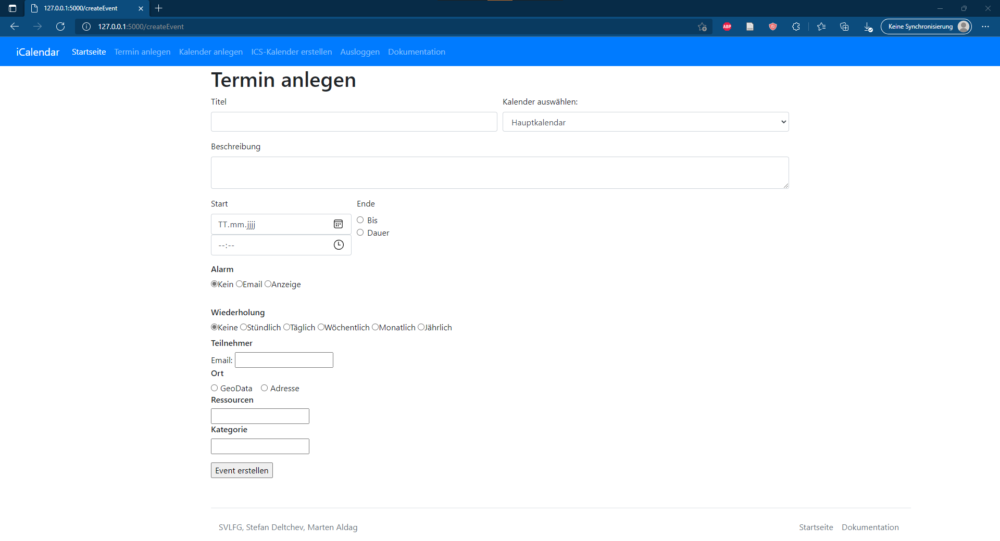 127.0.0.1:5000/createEvent
127.0.0.1:5000/createEvent
ABP
Keine Synchronisierung
iCalendar Startseite Termin anlegen Kalender anlegen ICS-Kalender erstellen Ausloggen Dokumentation
Termin anlegen
Titel
Kalender auswählen:
Hauptkalendar
Beschreibung
Start
Ende
TT.mm.jjjj
Bis
Dauer
--:--
Alarm
Kein Email Anzeige
Wiederholung
Keine Stündlich Täglich Wöchentlich Monatlich Jährlich
Teilnehmer
Email:
Ort
GeoData Adresse
Ressourcen
Kategorie
Event erstellen
SVLFG, Stefan Deltchev, Marten Aldag
Startseite Dokumentation